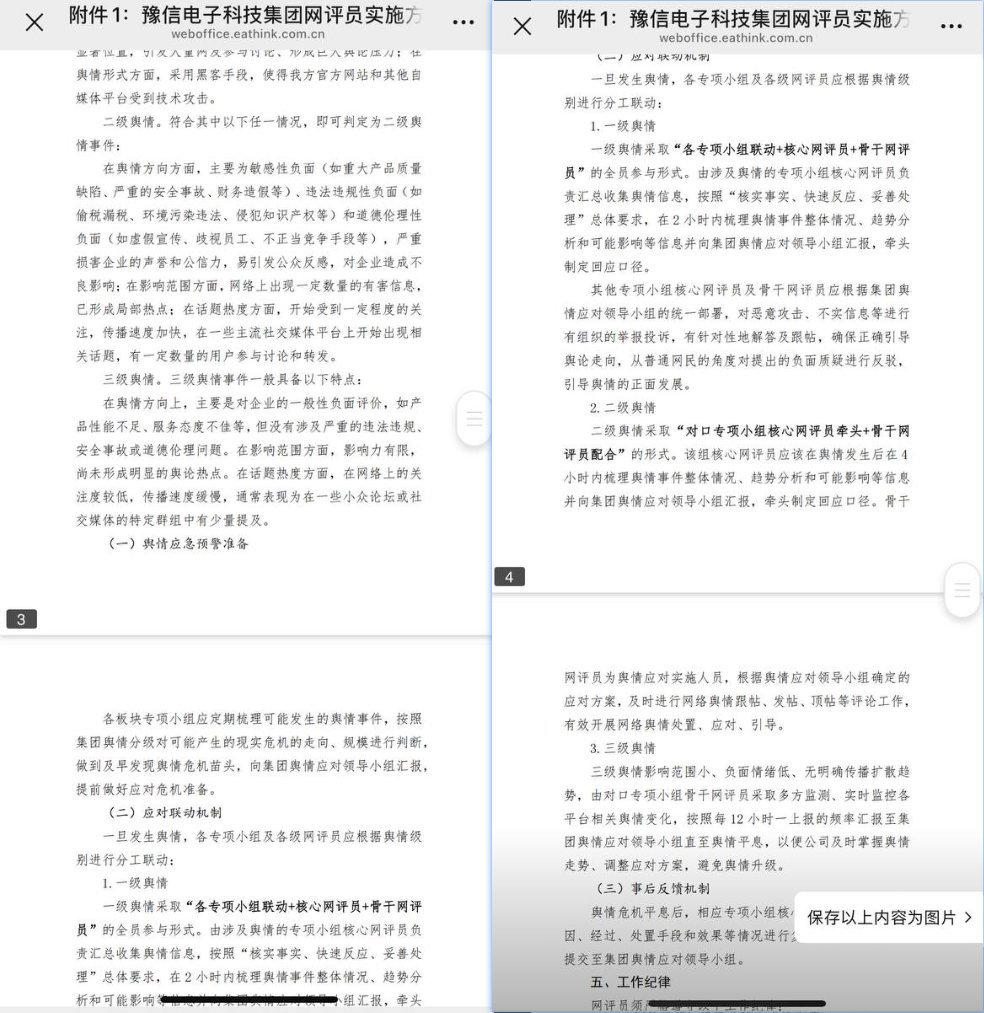 附件1：豫信电子科技集团网评员实施方
weboffice.eathink.com.cn
显著位置，引发大量网友参与讨论、形成巨大舆论压力；在
舆情形式方面，采用黑客手段，使得我方官方网站和其他自
媒体平台受到技术攻击。
二级舆情。符合其中以下任一情况，即可判定为二级舆
情事件：
在舆情方向方面，主要为敏感性负面（如重大产品质量
缺陷、严重的安全事故、财务造假等）、违法违规性负面（如
偷税漏税、环境污染违法、侵犯知识产权等）和道德伦理性
负面（如虚假宣传、歧视员工、不正当竞争手段等），严重
损害企业的声誉和公信力，易引发公众反感，对企业造成不
良影响；在影响范围方面，网络上出现一定数量的有害信息，
已形成局部热点；在话题热度方面，开始受到一定程度的关
注，传播速度加快，在一些主流社交媒体平台上开始出现相
关话题，有一定数量的用户参与讨论和转发。
三级舆情。三级舆情事件一般具备以下特点：
在舆情方向上，主要是对企业的一般性负面评价，如产
品性能不足、服务态度不佳等，但没有涉及严重的违法违规、
安全事故或道德伦理问题。在影响范围方面，影响力有限，
尚未形成明显的舆论热点。在话题热度方面，在网络上的关
注度较低，传播速度缓慢，通常表现为在一些小众论坛或社
交媒体的特定群组中有少量提及。
（一）舆情应急预警准备
3
各板块专项小组应定期梳理可能发生的舆情事件，按照
集团舆情分级对可能产生的现实危机的走向、规模进行判断，
做到及早发现舆情危机苗头，向集团舆情应对领导小组汇报，
提前做好应对危机准备。
（二）应对联动机制
一旦发生舆情，各专项小组及各级网评员应根据舆情级
别进行分工联动：
1.一级舆情
一级舆情采取“各专项小组联动+核心网评员+骨干网评
员”的全员参与形式。由涉及舆情的专项小组核心网评员负
责汇总收集舆情信息，按照“核实事实、快速反应、妥善处
理”总体要求，在2小时内梳理舆情事件整体情况、趋势分
析和可能影响等信息并向集团舆情应对领导小组汇报，牵头
附件1：豫信电子科技集团网评员实施方
weboffice.eathink.com.cn
（二）应对联动机制
一旦发生舆情，各专项小组及各级网评员应根据舆情级
别进行分工联动：
1.一级舆情
一级舆情采取“各专项小组联动+核心网评员+骨干网评
员”的全员参与形式。由涉及舆情的专项小组核心网评员负
责汇总收集舆情信息，按照“核实事实、快速反应、妥善处
理”总体要求，在2小时内梳理舆情事件整体情况、趋势分
析和可能影响等信息并向集团舆情应对领导小组汇报，牵头
制定回应口径。
其他专项小组核心网评员及骨干网评员应根据集团舆
情应对领导小组的统一部署，对恶意攻击、不实信息等进行
有组织的举报投诉，有针对性地解答及跟帖，确保正确引导
舆论走向，从普通网民的角度对提出的负面质疑进行反驳，
引导舆情的正面发展。
2.二级舆情
二级舆情采取“对口专项小组核心网评员牵头+骨干网
评员配合”的形式。该组核心网评员应该在舆情发生后在4
小时内梳理舆情事件整体情况、趋势分析和可能影响等信息
并向集团舆情应对领导小组汇报，牵头制定回应口径。骨干
4
网评员为舆情应对实施人员，根据舆情应对领导小组确定的
应对方案，及时进行网络舆情跟帖、发帖、顶帖等评论工作，
有效开展网络舆情处置、应对、引导。
3.三级舆情
三级舆情影响范围小、负面情绪低、无明确传播扩散趋
势，由对口专项小组骨干网评员采取多方监测、实时监控各
平台相关舆情变化，按照每12小时一上报的频率汇报至集
团舆情应对领导小组直至舆情平息，以便公司及时掌握舆情
走势、调整应对方案，避免舆情升级。
（三）事后反馈机制
舆情危机平息后，相应专项小组核心
因、经过、处置手段和效果等情况进行
提交至集团舆情应对领导小组。
保存以上内容为图片
五、工作纪律
网评员须严格遵守以下工作纪律：